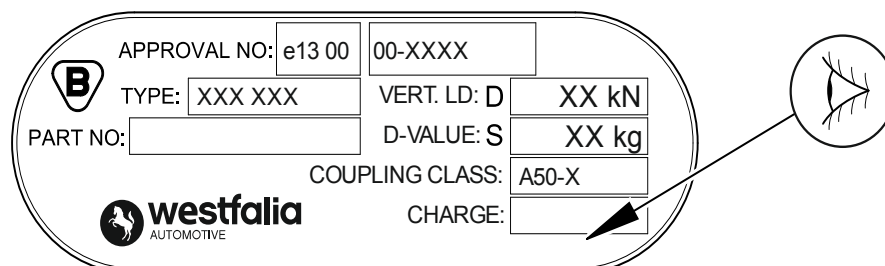 APPROVAL NO: e13 00 00-XXXX
B
TYPE: XXX XXX VERT. LD: D XX kN
PART NO: D-VALUE: S XX kg
COUPLING CLASS: A50-X
westfalia CHARGE:
AUTOMOTIVE